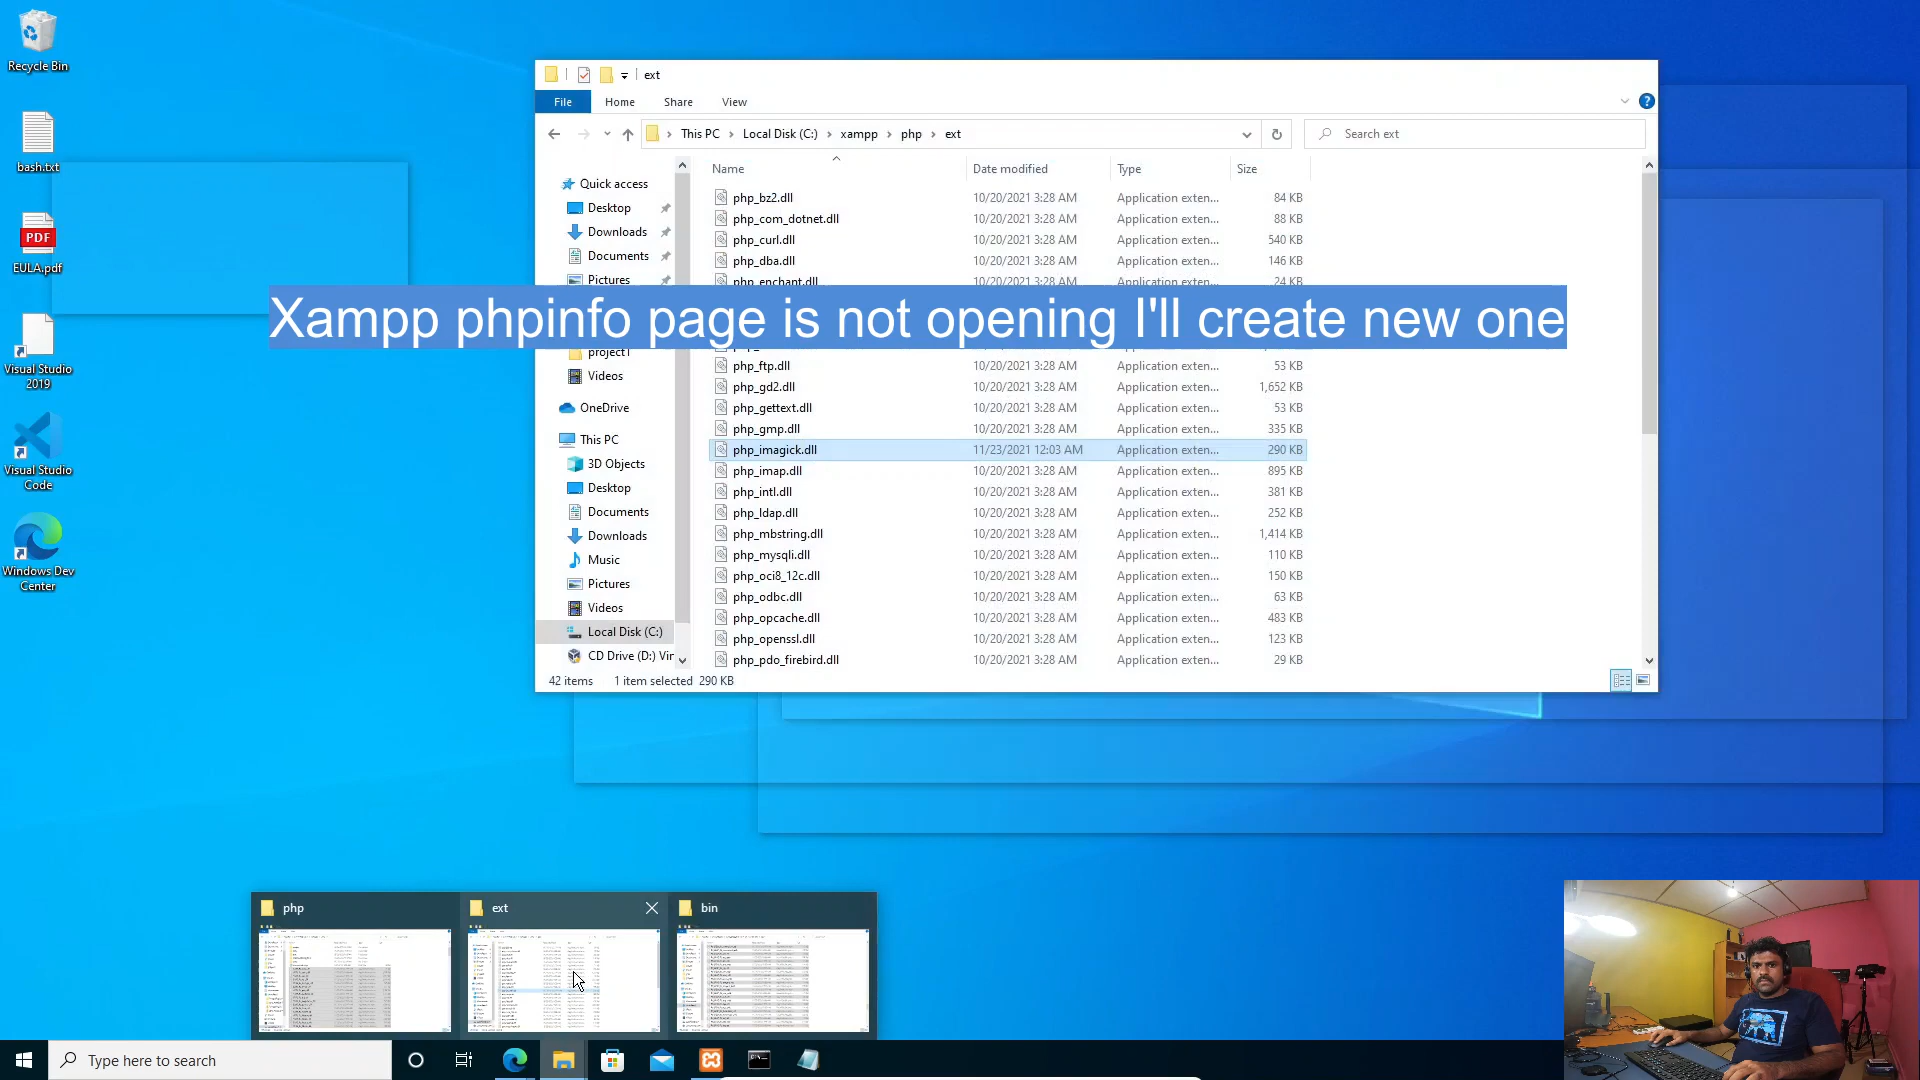 Recycle Bin
bash.txt
PDF
EULA.pdf
Visual Studio
2019
Visual Studio
Code
Windows Dev
Center
ext
File Home Share View
This PC Local Disk (C:) xampp php ext
Search ext
Name Date modified Type Size
Quick access
Desktop
Downloads
Documents
Pictures
project1
Videos
OneDrive
This PC
3D Objects
Desktop
Documents
Downloads
Music
Pictures
Videos
Local Disk (C:)
CD Drive (D:) Vir
php_bz2.dll 10/20/2021 3:28 AM Application exten... 84 KB
php_com_dotnet.dll 10/20/2021 3:28 AM Application exten... 88 KB
php_curl.dll 10/20/2021 3:28 AM Application exten... 540 KB
php_dba.dll 10/20/2021 3:28 AM Application exten... 146 KB
php_enchant.dll 10/20/2021 3:28 AM Application exten... 24 KB
Xampp phpinfo page is not opening I'll create new one
php_ftp.dll 10/20/2021 3:28 AM Application exten... 53 KB
php_gd2.dll 10/20/2021 3:28 AM Application exten... 1,652 KB
php_gettext.dll 10/20/2021 3:28 AM Application exten... 53 KB
php_gmp.dll 10/20/2021 3:28 AM Application exten... 335 KB
php_imagick.dll 11/23/2021 12:03 AM Application exten... 290 KB
php_imap.dll 10/20/2021 3:28 AM Application exten... 895 KB
php_intl.dll 10/20/2021 3:28 AM Application exten... 381 KB
php_ldap.dll 10/20/2021 3:28 AM Application exten... 252 KB
php_mbstring.dll 10/20/2021 3:28 AM Application exten... 1,414 KB
php_mysqli.dll 10/20/2021 3:28 AM Application exten... 110 KB
php_oci8_12c.dll 10/20/2021 3:28 AM Application exten... 150 KB
php_odbc.dll 10/20/2021 3:28 AM Application exten... 63 KB
php_opcache.dll 10/20/2021 3:28 AM Application exten... 483 KB
php_openssl.dll 10/20/2021 3:28 AM Application exten... 123 KB
php_pdo_firebird.dll 10/20/2021 3:28 AM Application exten... 29 KB
42 items 1 item selected 290 KB
php ext bin
Type here to search